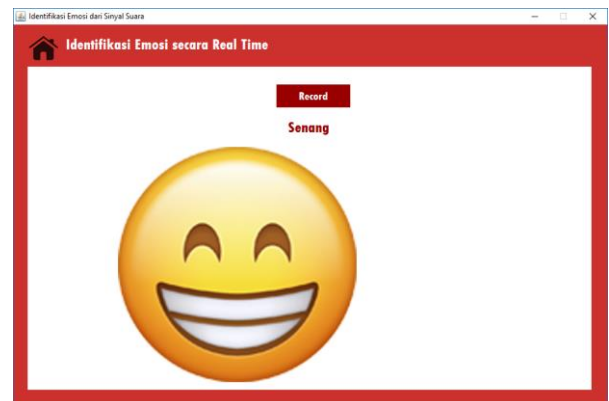 Identifikasi Emosi dari Sinyal Suara
Identifikasi Emosi secara Real Time
Record
Senang